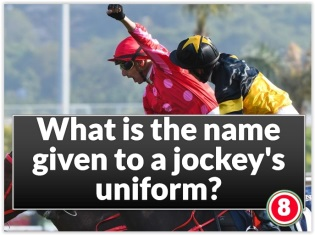 What is the name
given to a jockey's
uniform?
8